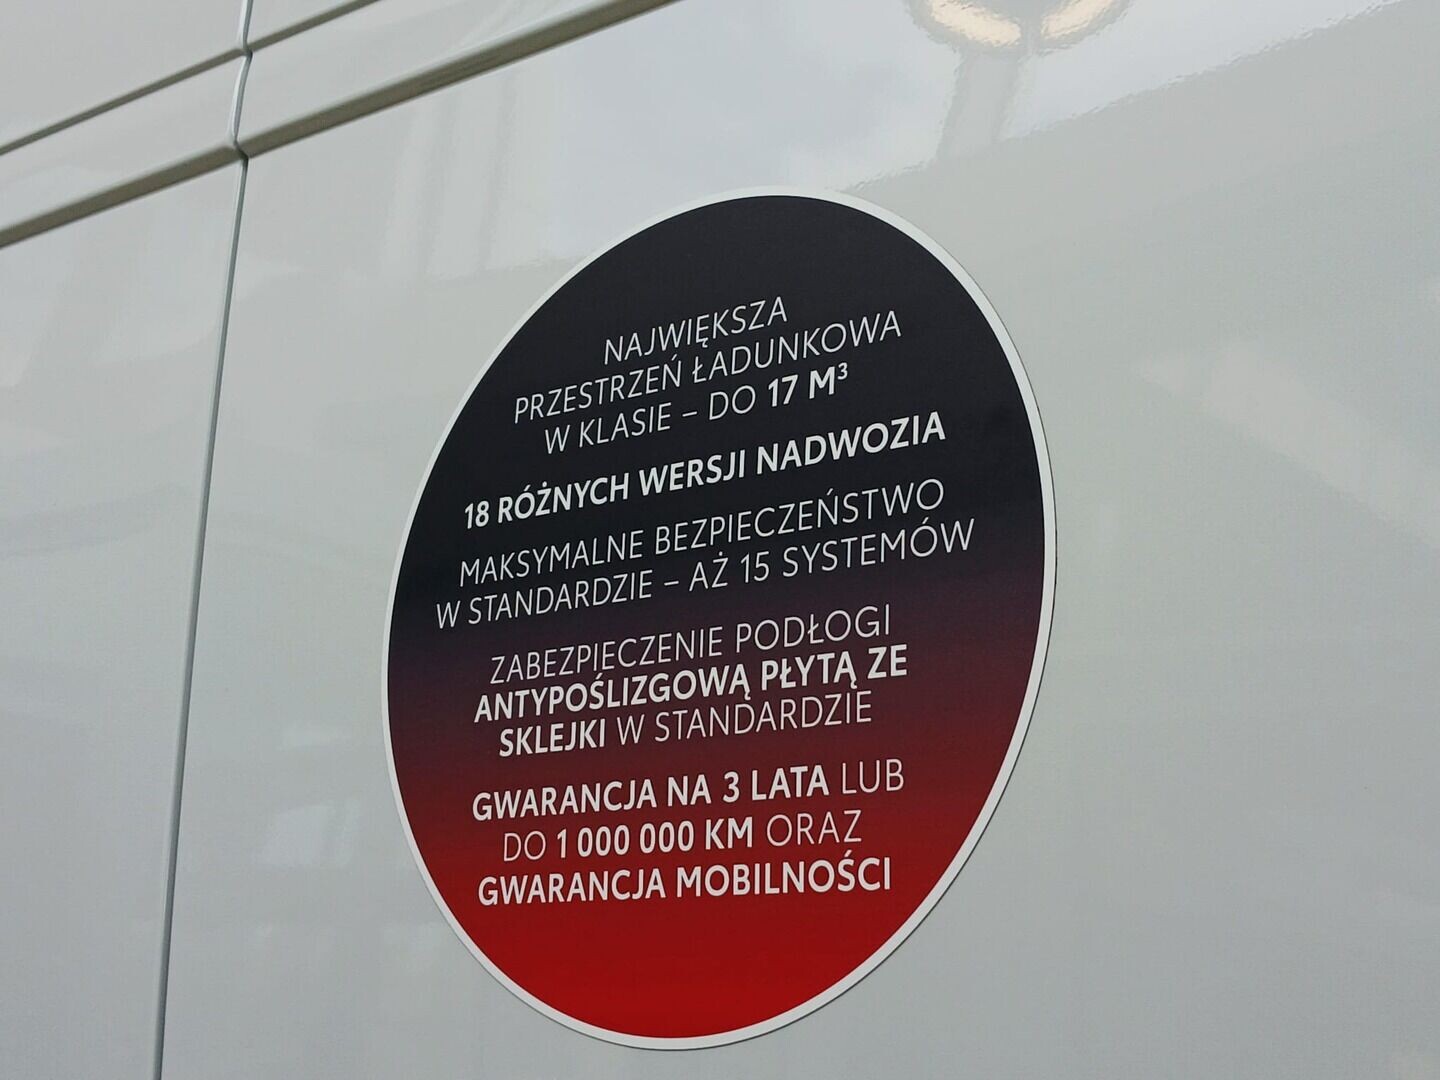 NAJWIĘKSZA
PRZESTRZEŃ ŁADUNKOWA
W KLASIE – DO 17 M³
18 RÓŻNYCH WERSJI NADWOZIA
MAKSYMALNE BEZPIECZEŃSTWO
W STANDARDZIE – AŻ 15 SYSTEMÓW
ZABEZPIECZENIE PODŁOGI
ANTYPOŚLIZGOWĄ PŁYTĄ ZE
SKLEJKI W STANDARDZIE
GWARANCJA NA 3 LATA LUB
DO 1 000 000 KM ORAZ
GWARANCJA MOBILNOŚCI